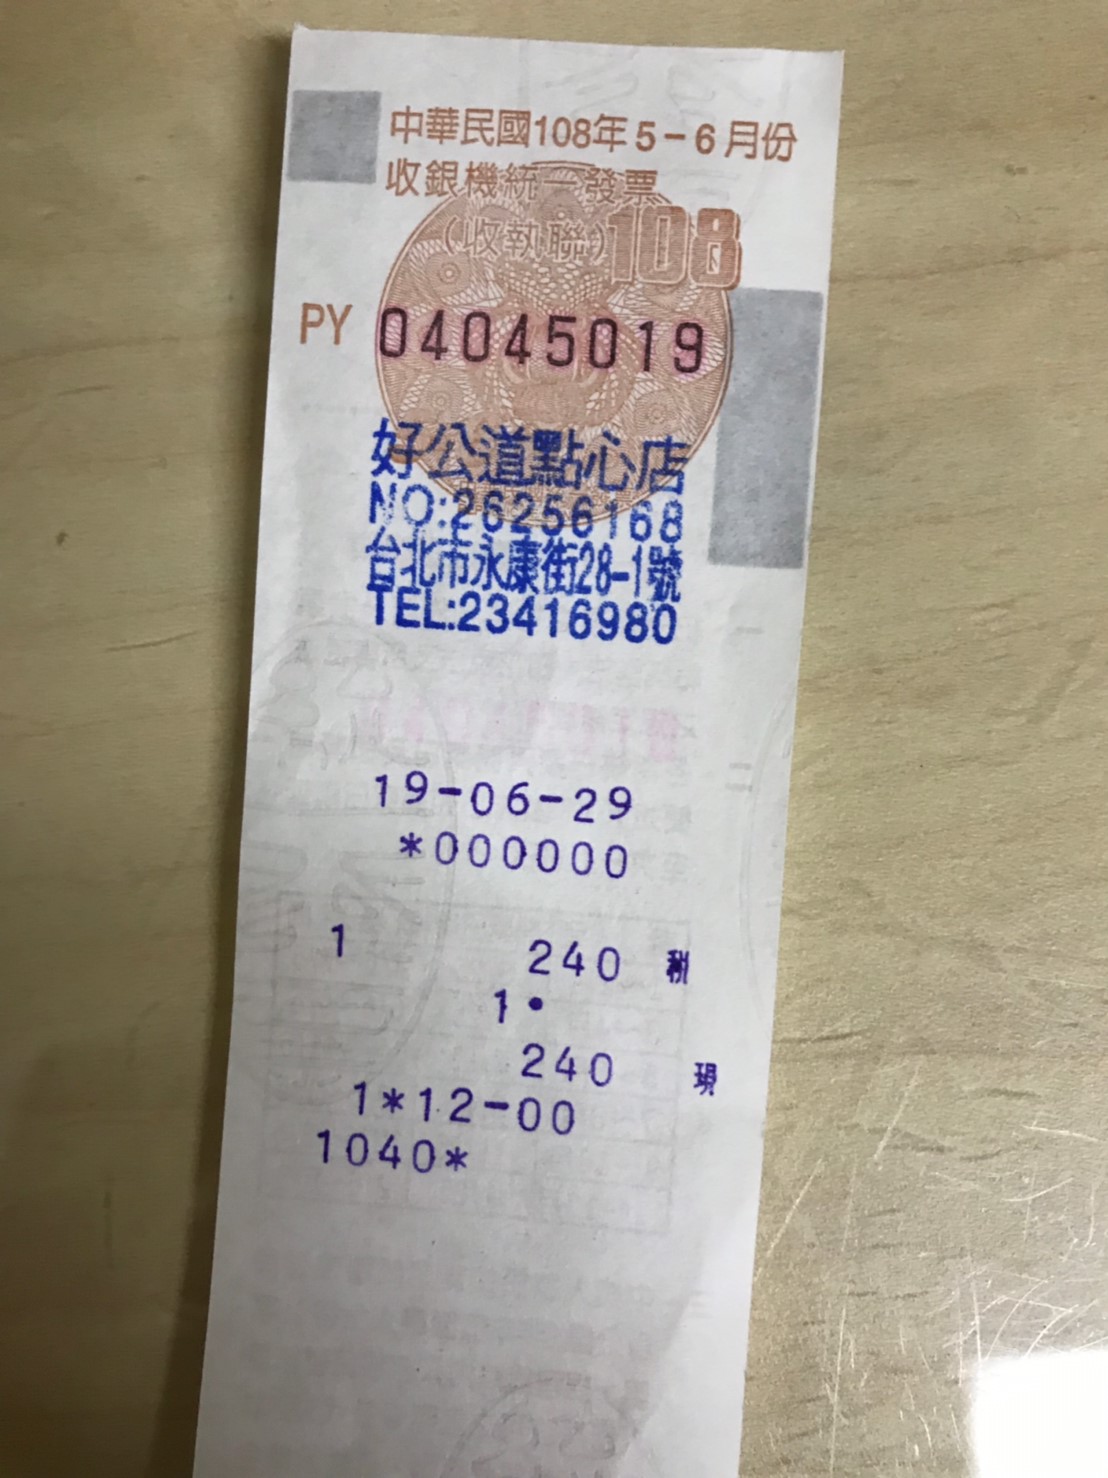 中華民國108年5-6月份
收銀機統一發票
(收執聯)108
PY 04045019
好公道點心店
NO:26256168
台北市永康街28-1號
TEL:23416980
19-06-29
*000000
1 240 稅
1•
240 現
1*12-00
1040*